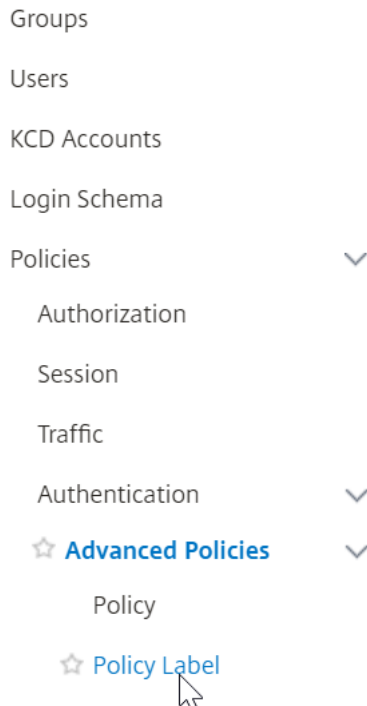 Groups
Users
KCD Accounts
Login Schema
Policies
Authorization
Session
Traffic
Authentication
Advanced Policies
Policy
Policy Label